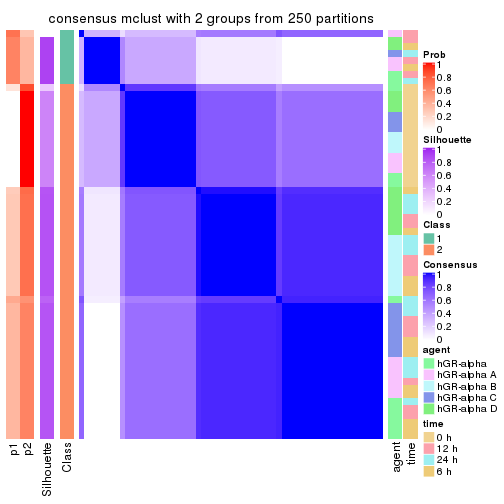 consensus mclust with 2 groups from 250 partitions
Prob
1
0.8
0.6
0.4
0.2
0
Silhouette
1
0.8
0.6
0.4
0.2
0
Class
1
2
Consensus
1
0.8
0.6
0.4
0.2
0
agent
hGR-alpha
hGR-alpha A
hGR-alpha B
hGR-alpha C
hGR-alpha D
time
0 h
12 h
24 h
6 h
p1
p2
Silhouette
Class
agent
time